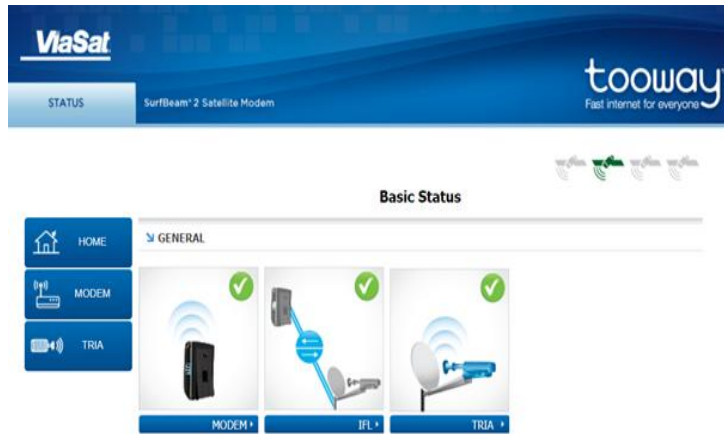 ViaSat
tooway
Fast internet for everyone
STATUS
SurfBeam® 2 Satellite Modem
Basic Status
HOME
GENERAL
MODEM
TRIA
MODEM
IFL
TRIA